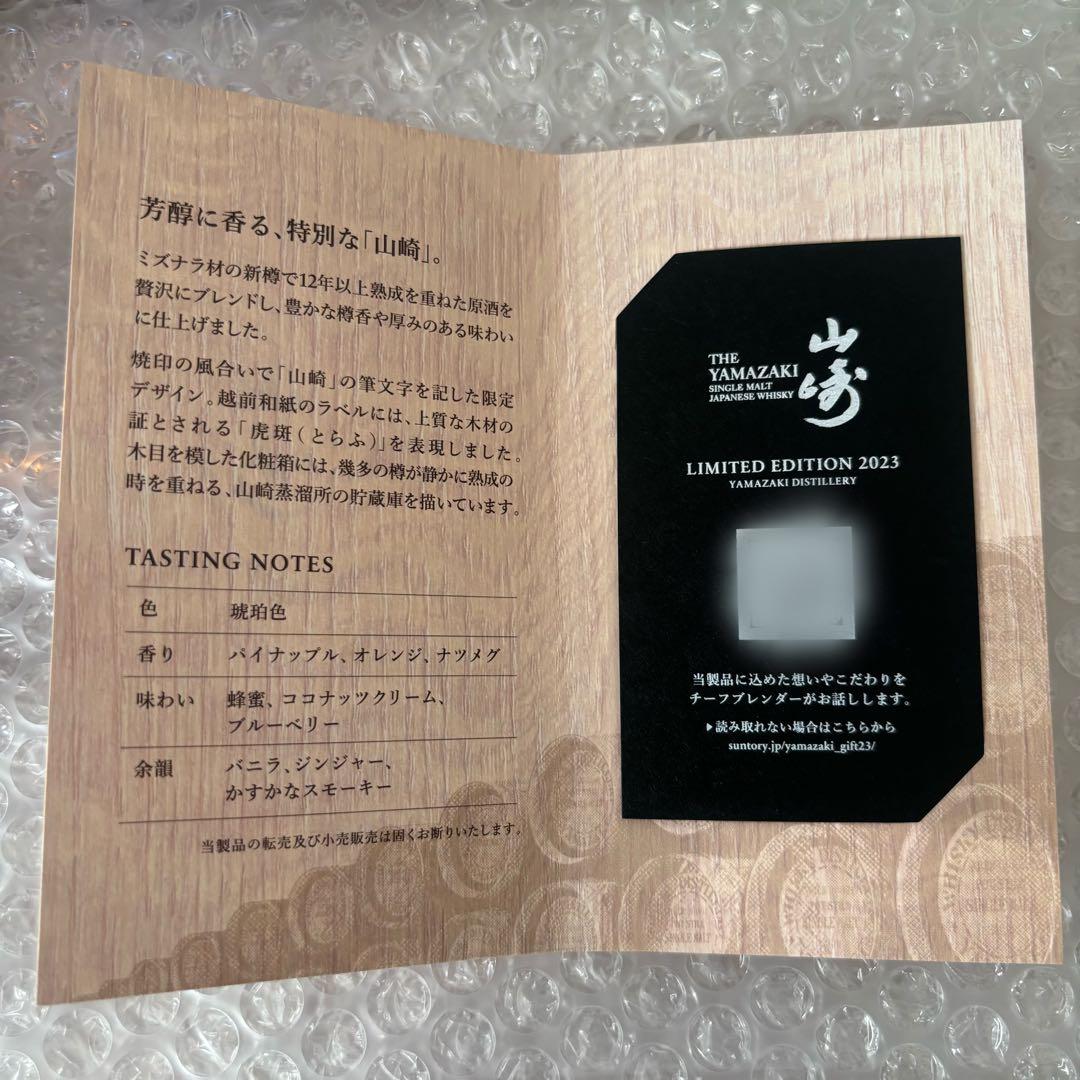 芳醇に香る、特別な「山崎」。
ミズナラ材の新樽で12年以上熟成を重ねた原酒を
贅沢にブレンドし、豊かな樽香や厚みのある味わい
に仕上げました。
焼印の風合いで「山崎」の筆文字を記した限定
デザイン。越前和紙のラベルには、上質な木材の
証とされる「虎斑（とらふ）」を表現しました。
木目を模した化粧箱には、幾多の樽が静かに熟成の
時を重ねる、山崎蒸溜所の貯蔵庫を描いています。
TASTING NOTES
色 琥珀色
香り パイナップル、オレンジ、ナツメグ
味わい 蜂蜜、ココナッツクリーム、
ブルーベリー
余韻 バニラ、ジンジャー、
かすかなスモーキー
当製品の転売及び小売販売は固くお断りいたします。
THE
YAMAZAKI
SINGLE MALT
JAPANESE WHISKY
山崎
LIMITED EDITION 2023
YAMAZAKI DISTILLERY
当製品に込めた想いやこだわりを
チーフブレンダーがお話しします。
▶読み取れない場合はこちらから
suntory.jp/yamazaki_gift23/
SINGLE MALT
SINGLE MALT
SINGLE MALT